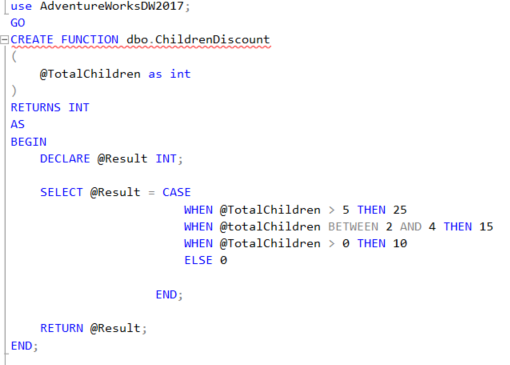 use AdventureWorksDW2017;
GO
CREATE FUNCTION dbo.ChildrenDiscount
(
@TotalChildren as int
)
RETURNS INT
AS
BEGIN
DECLARE @Result INT;
SELECT @Result = CASE
WHEN @TotalChildren > 5 THEN 25
WHEN @totalChildren BETWEEN 2 AND 4 THEN 15
WHEN @TotalChildren > 0 THEN 10
ELSE 0
END;
RETURN @Result;
END;